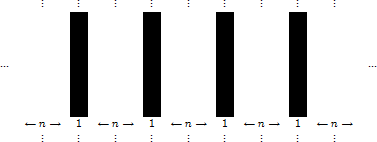 ⋮ ⋮ ⋮ ⋮ ⋮ ⋮ ⋮ ⋮ ⋮
... ...
← n → 1 ← n → 1 ← n → 1 ← n → 1 ← n →
⋮ ⋮ ⋮ ⋮ ⋮ ⋮ ⋮ ⋮ ⋮